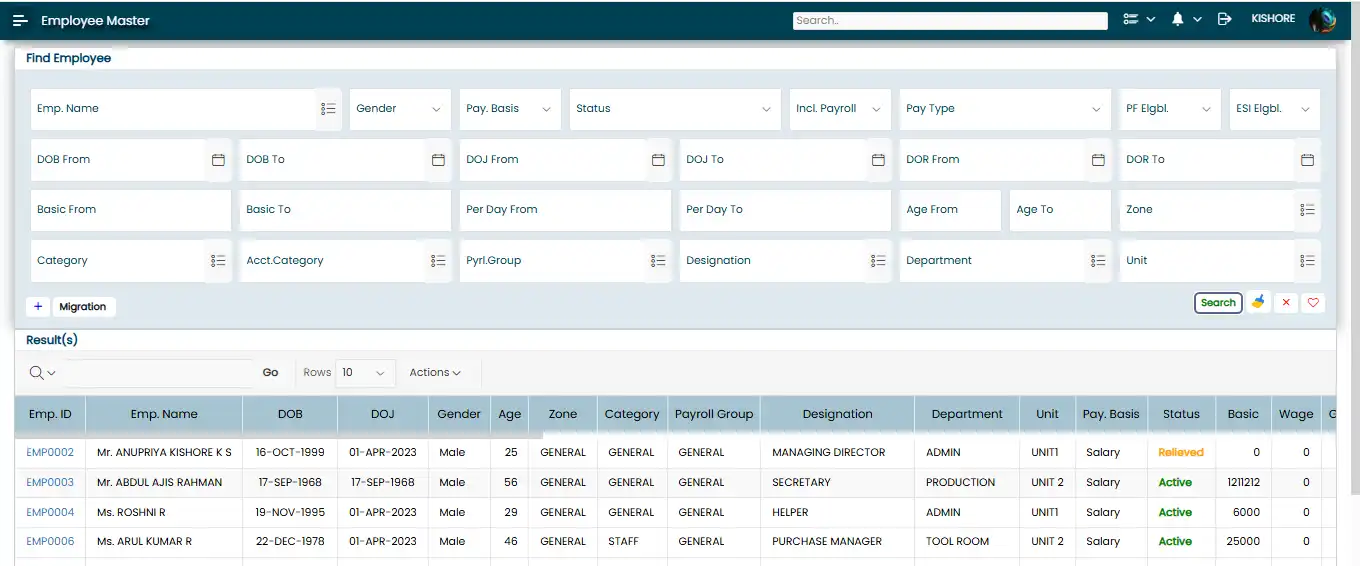 Employee Master Search.. KISHORE
Find Employee
Emp. Name Gender Pay. Basis Status Incl. Payroll Pay Type PF Elgbl. ESI Elgbl.
DOB From DOB To DOJ From DOJ To DOR From DOR To
Basic From Basic To Per Day From Per Day To Age From Age To Zone
Category Acct.Category Pyrl.Group Designation Department Unit
+ Migration Search
Result(s)
Go Rows 10 Actions
Emp. ID Emp. Name DOB DOJ Gender Age Zone Category Payroll Group Designation Department Unit Pay. Basis Status Basic Wage
EMP0002 Mr. ANUPRIYA KISHORE K S 16-OCT-1999 01-APR-2023 Male 25 GENERAL GENERAL GENERAL MANAGING DIRECTOR ADMIN UNIT1 Salary Relieved 0 0
EMP0003 Mr. ABDUL AJIS RAHMAN 17-SEP-1968 17-SEP-1968 Male 56 GENERAL GENERAL GENERAL SECRETARY PRODUCTION UNIT 2 Salary Active 1211212 0
EMP0004 Ms. ROSHNI R 19-NOV-1995 01-APR-2023 Male 29 GENERAL GENERAL GENERAL HELPER ADMIN UNIT1 Salary Active 6000 0
EMP0006 Ms. ARUL KUMAR R 22-DEC-1978 01-APR-2023 Male 46 GENERAL STAFF GENERAL PURCHASE MANAGER TOOL ROOM UNIT 2 Salary Active 25000 0